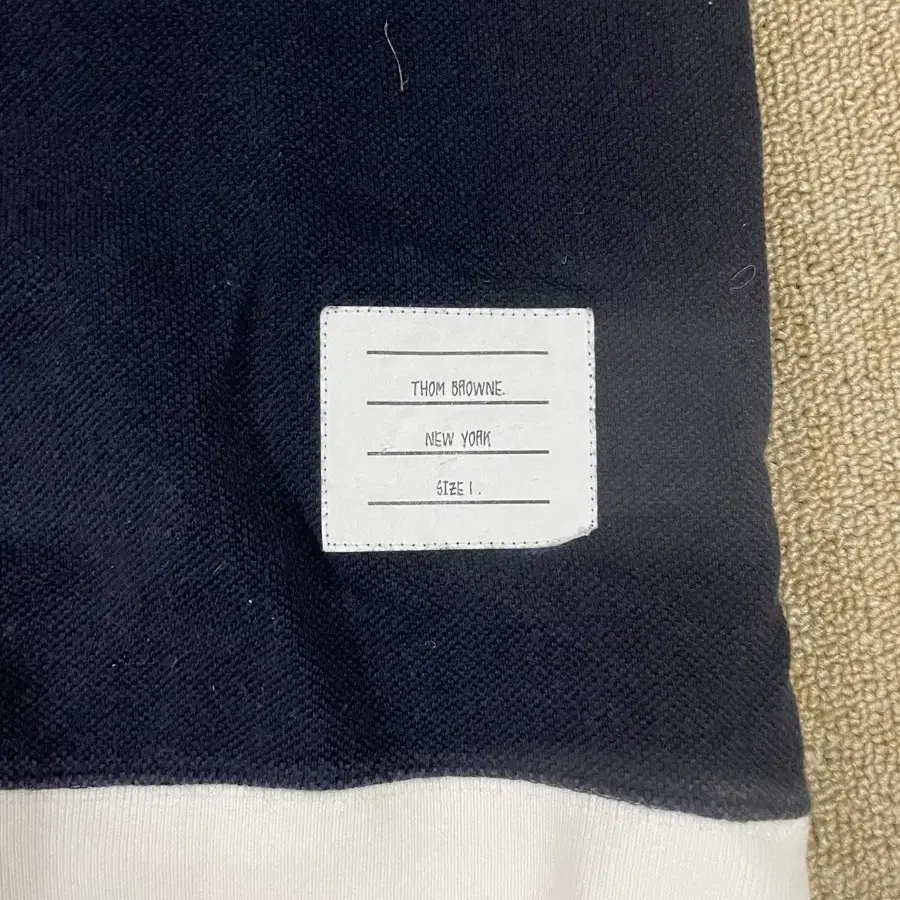 THOM BROWNE.
NEW YORK
SIZE 1.